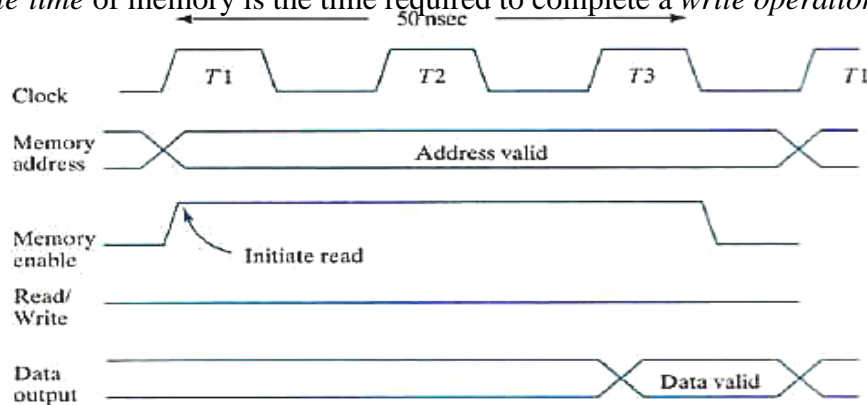 time of memory is the time required to complete a write operation
50 nsec
T1 T2 T3 T1
Clock
Memory
address
Address valid
Memory
enable
Initiate read
Read/
Write
Data
output
Data valid